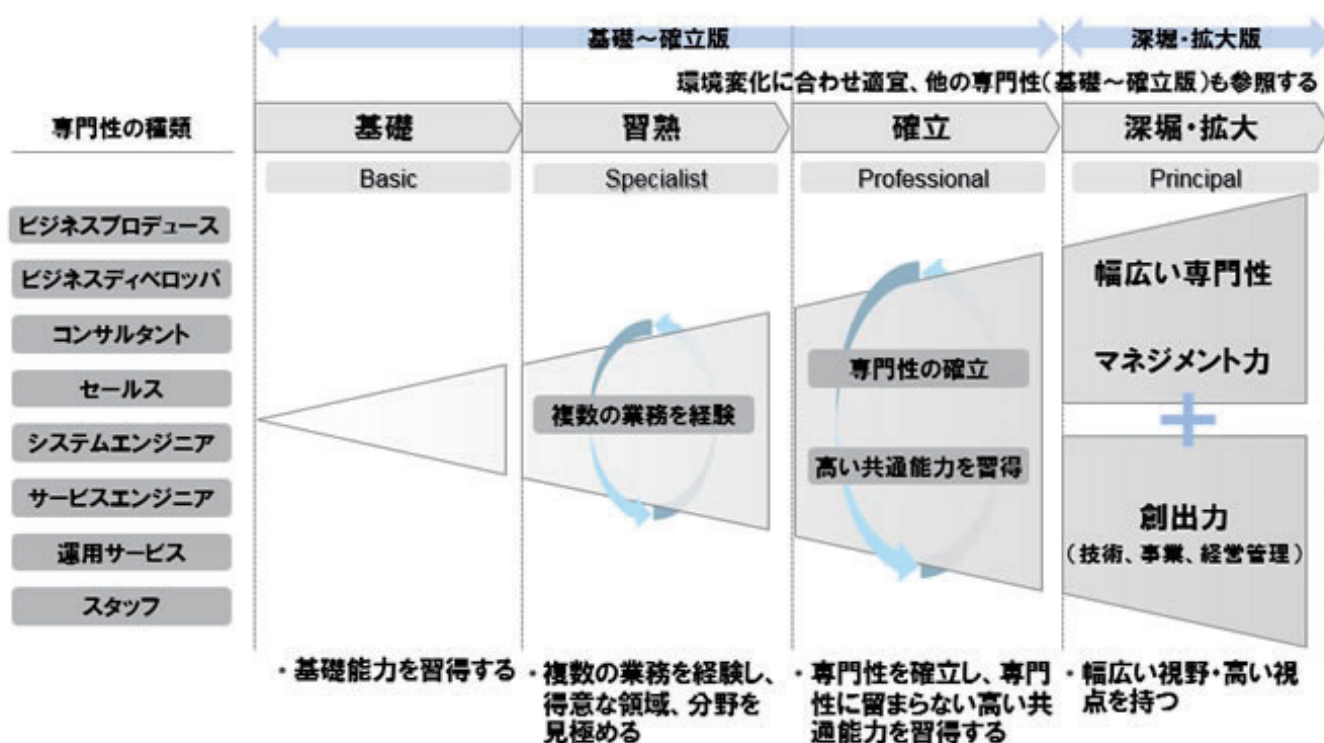 基礎～確立版
深堀・拡大版
環境変化に合わせ適宜、他の専門性(基礎～確立版)も参照する
専門性の種類
基礎
習熟
確立
深堀・拡大
Basic
Specialist
Professional
Principal
ビジネスプロデュース
ビジネスディベロッパ
コンサルタント
セールス
システムエンジニア
サービスエンジニア
運用サービス
スタッフ
複数の業務を経験
専門性の確立
高い共通能力を習得
幅広い専門性
マネジメント力
+
創出力
(技術、事業、経営管理)
・基礎能力を習得する
・複数の業務を経験し、
得意な領域、分野を
見極める
・専門性を確立し、専門
性に留まらない高い共
通能力を習得する
・幅広い視野・高い視
点を持つ